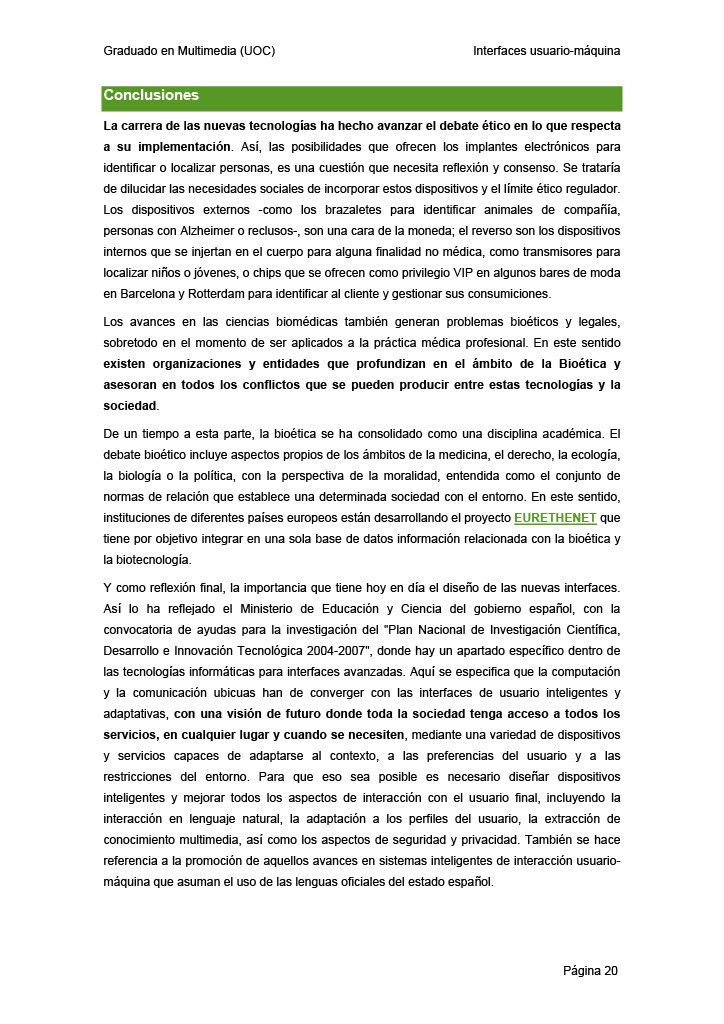 Graduado en Multimedia (UOC) Interfaces usuario-máquina
Conclusiones
La carrera de las nuevas tecnologías ha hecho avanzar el debate ético en lo que respecta
a su implementación. Así, las posibilidades que ofrecen los implantes electrónicos para
identificar o localizar personas, es una cuestión que necesita reflexión y consenso. Se trataría
de dilucidar las necesidades sociales de incorporar estos dispositivos y el límite ético regulador.
Los dispositivos externos -como los brazaletes para identificar animales de compañía,
personas con Alzheimer o reclusos-, son una cara de la moneda; el reverso son los dispositivos
internos que se injertan en el cuerpo para alguna finalidad no médica, como transmisores para
localizar niños o jóvenes, o chips que se ofrecen como privilegio VIP en algunos bares de moda
en Barcelona y Rotterdam para identificar al cliente y gestionar sus consumiciones.
Los avances en las ciencias biomédicas también generan problemas bioéticos y legales,
sobretodo en el momento de ser aplicados a la práctica médica profesional. En este sentido
existen organizaciones y entidades que profundizan en el ámbito de la Bioética y
asesoran en todos los conflictos que se pueden producir entre estas tecnologías y la
sociedad.
De un tiempo a esta parte, la bioética se ha consolidado como una disciplina académica. El
debate bioético incluye aspectos propios de los ámbitos de la medicina, el derecho, la ecología,
la biología o la política, con la perspectiva de la moralidad, entendida como el conjunto de
normas de relación que establece una determinada sociedad con el entorno. En este sentido,
instituciones de diferentes países europeos están desarrollando el proyecto EURETHENET que
tiene por objetivo integrar en una sola base de datos información relacionada con la bioética y
la biotecnología.
Y como reflexión final, la importancia que tiene hoy en día el diseño de las nuevas interfaces.
Así lo ha reflejado el Ministerio de Educación y Ciencia del gobierno español, con la
convocatoria de ayudas para la investigación del "Plan Nacional de Investigación Científica,
Desarrollo e Innovación Tecnológica 2004-2007", donde hay un apartado específico dentro de
las tecnologías informáticas para interfaces avanzadas. Aquí se especifica que la computación
y la comunicación ubicuas han de converger con las interfaces de usuario inteligentes y
adaptativas, con una visión de futuro donde toda la sociedad tenga acceso a todos los
servicios, en cualquier lugar y cuando se necesiten, mediante una variedad de dispositivos
y servicios capaces de adaptarse al contexto, a las preferencias del usuario y a las
restricciones del entorno. Para que eso sea posible es necesario diseñar dispositivos
inteligentes y mejorar todos los aspectos de interacción con el usuario final, incluyendo la
interacción en lenguaje natural, la adaptación a los perfiles del usuario, la extracción de
conocimiento multimedia, así como los aspectos de seguridad y privacidad. También se hace
referencia a la promoción de aquellos avances en sistemas inteligentes de interacción usuario-
máquina que asuman el uso de las lenguas oficiales del estado español.
Página 20